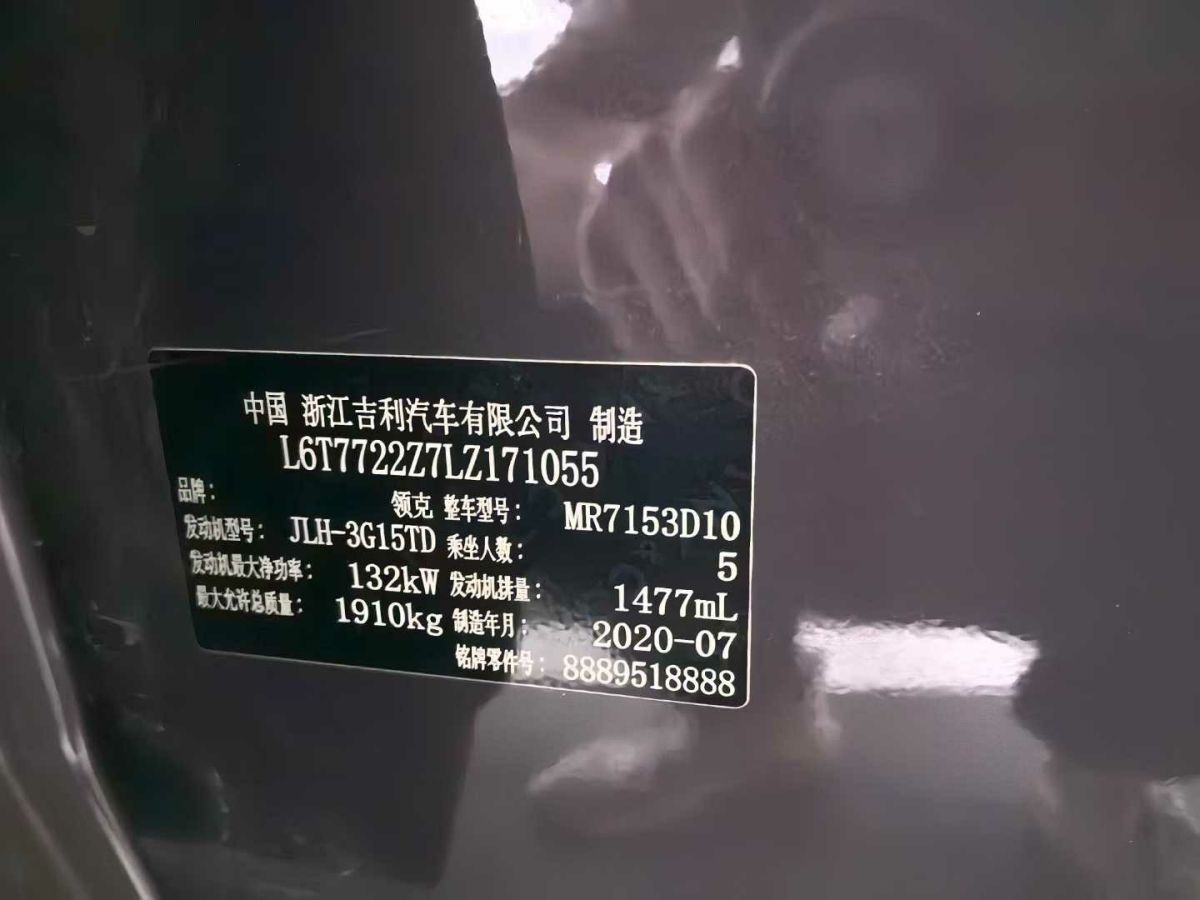 中国 浙江吉利汽车有限公司 制造
L6T7722Z7LZ171055
品牌： 领克 整车型号： MR7153D10
发动机型号： JLH-3G15TD 乘坐人数： 5
发动机最大净功率： 132kW 发动机排量： 1477mL
最大允许总质量： 1910kg 制造年月： 2020-07
铭牌零件号： 8889518888